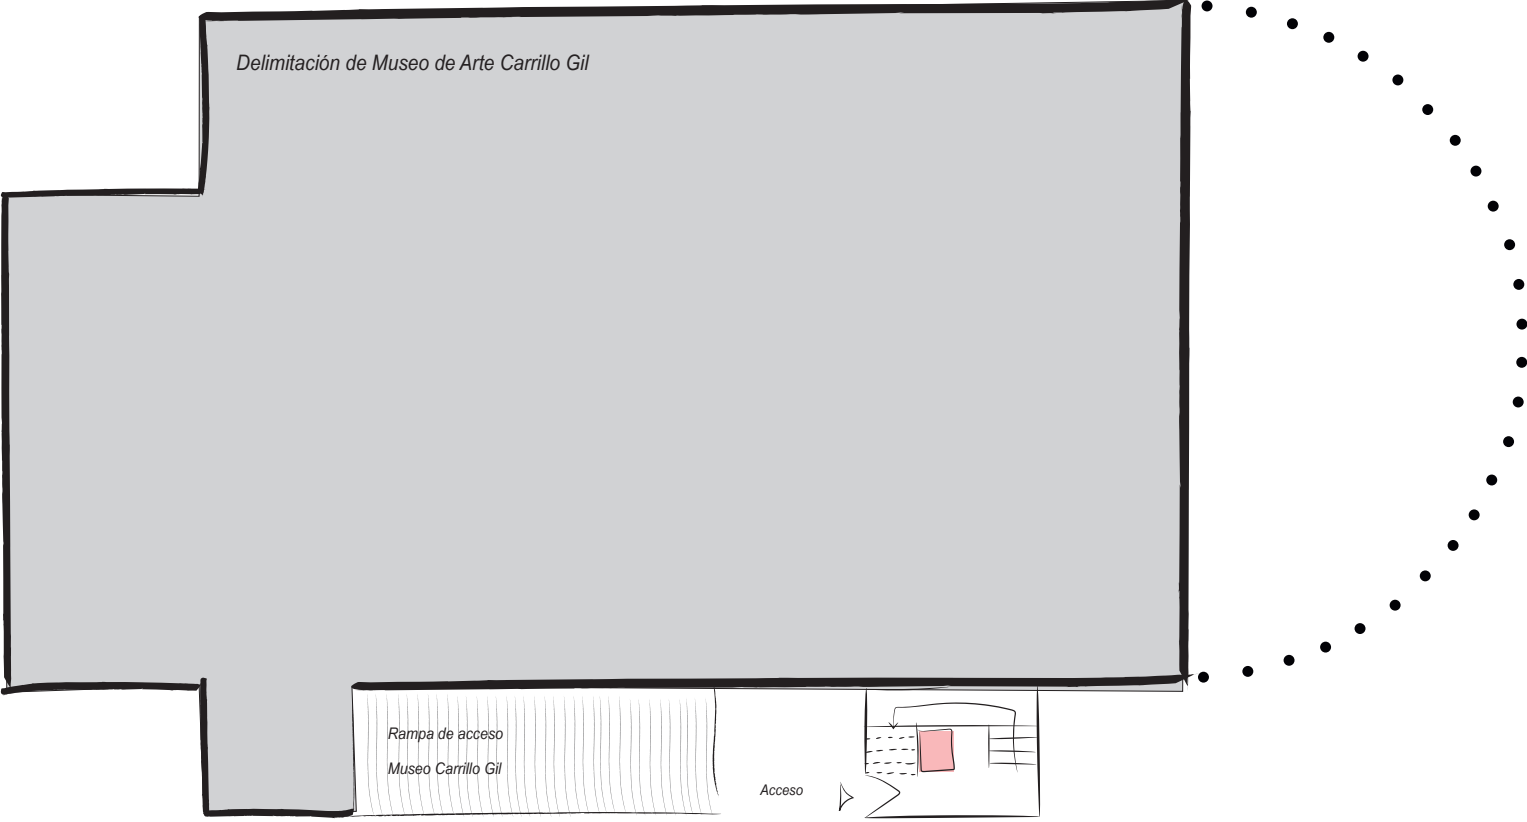 Delimitación de Museo de Arte Carrillo Gil
Rampa de acceso
Museo Carrillo Gil
Acceso